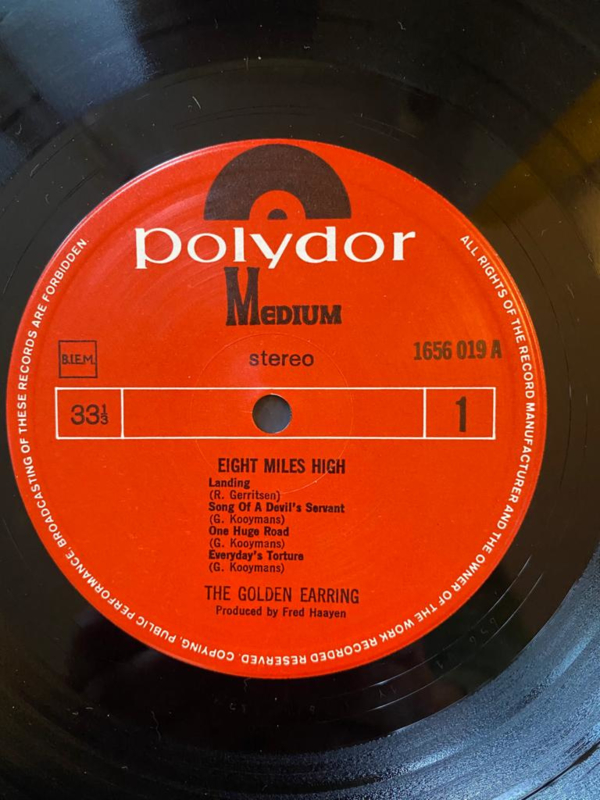 polydor
MEDIUM
stereo
B.I.E.M.
1656 019 A
33⅓
1
EIGHT MILES HIGH
Landing
(R. Gerritsen)
Song Of A Devil's Servant
(G. Kooymans)
One Huge Road
(G. Kooymans)
Everyday's Torture
(G. Kooymans)
THE GOLDEN EARRING
Produced by Fred Haayen
ALL RIGHTS OF THE RECORD MANUFACTURER AND THE OWNER OF THE WORK RECORDED RESERVED. COPYING, PUBLIC PERFORMANCE, BROADCASTING OF THESE RECORDS ARE FORBIDDEN.